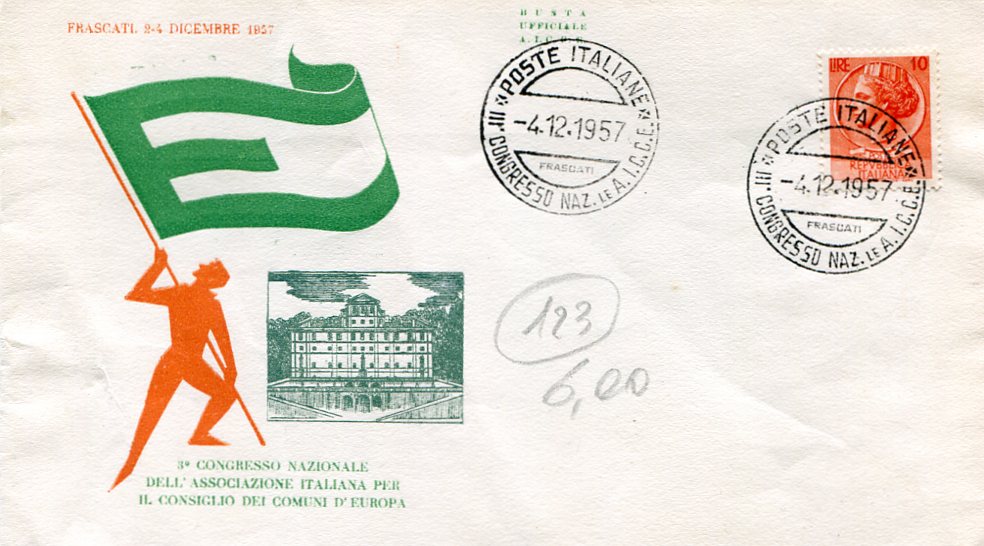 FRASCATI, 2-4 DICEMBRE 1957
BUSTA
UFFICIALE
A.I.C.C.E.
POSTE ITALIANE
-4.12.1957
FRASCATI
III. CONGRESSO NAZ.LE A.I.C.C.E.
LIRE 10
REPUBBLICA
ITALIANA
POSTE ITALIANE
-4.12.1957
FRASCATI
III. CONGRESSO NAZ.LE A.I.C.C.E.
E
123
6,00
3º CONGRESSO NAZIONALE
DELL'ASSOCIAZIONE ITALIANA PER
IL CONSIGLIO DEI COMUNI D'EUROPA